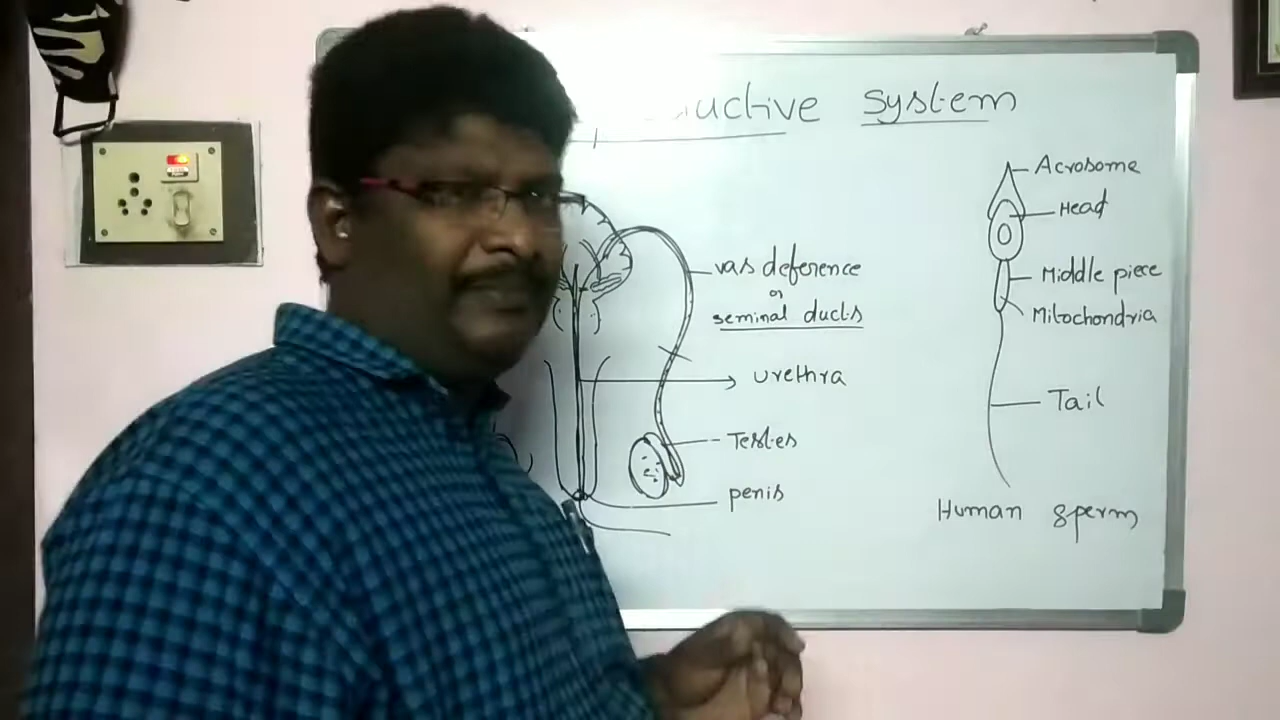 uctive System
Acrosome
Head
vas deference
or
seminal ducts
Middle piece
Mitochondria
urethra
Tail
Testes
penis
Human sperm